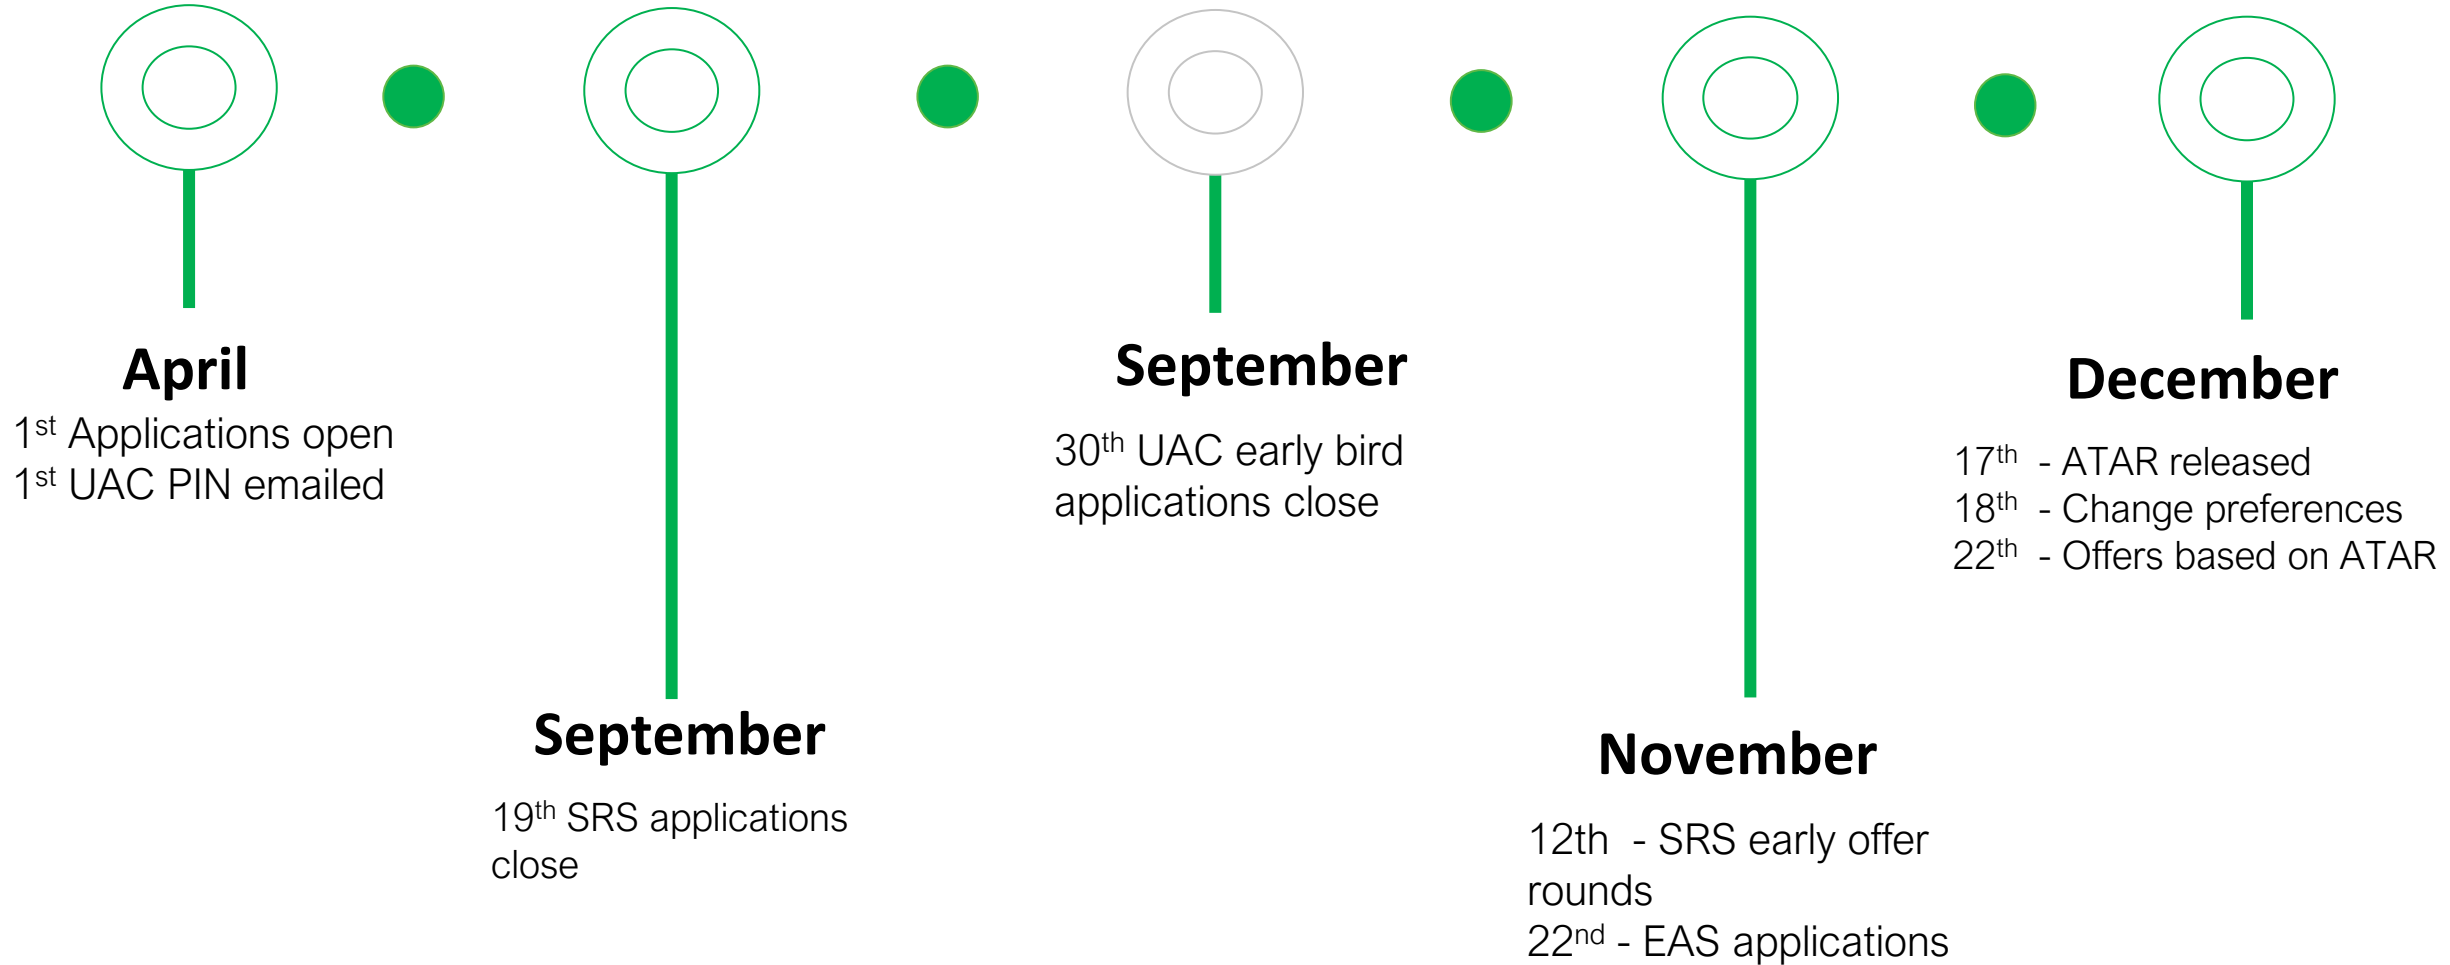 April
1st Applications open
1st UAC PIN emailed
September
19th SRS applications
close
September
30th UAC early bird
applications close
November
12th - SRS early offer
rounds
22nd - EAS applications
December
17th - ATAR released
18th - Change preferences
22th - Offers based on ATAR